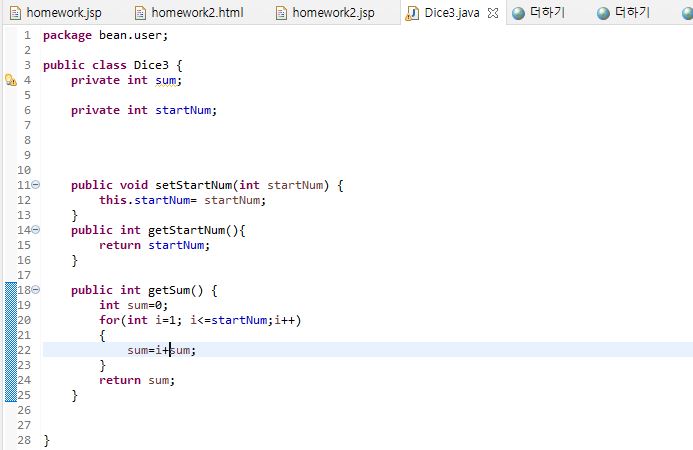 homework.jsp homework2.html homework2.jsp Dice3.java 더하기 더하기
1 package bean.user;
2
3 public class Dice3 {
4 private int sum;
5
6 private int startNum;
7
8
9
10
11 public void setStartNum(int startNum) {
12 this.startNum= startNum;
13 }
14 public int getStartNum(){
15 return startNum;
16 }
17
18 public int getSum() {
19 int sum=0;
20 for(int i=1; i<=startNum;i++)
21 {
22 sum=i+sum;
23 }
24 return sum;
25 }
26
27
28 }